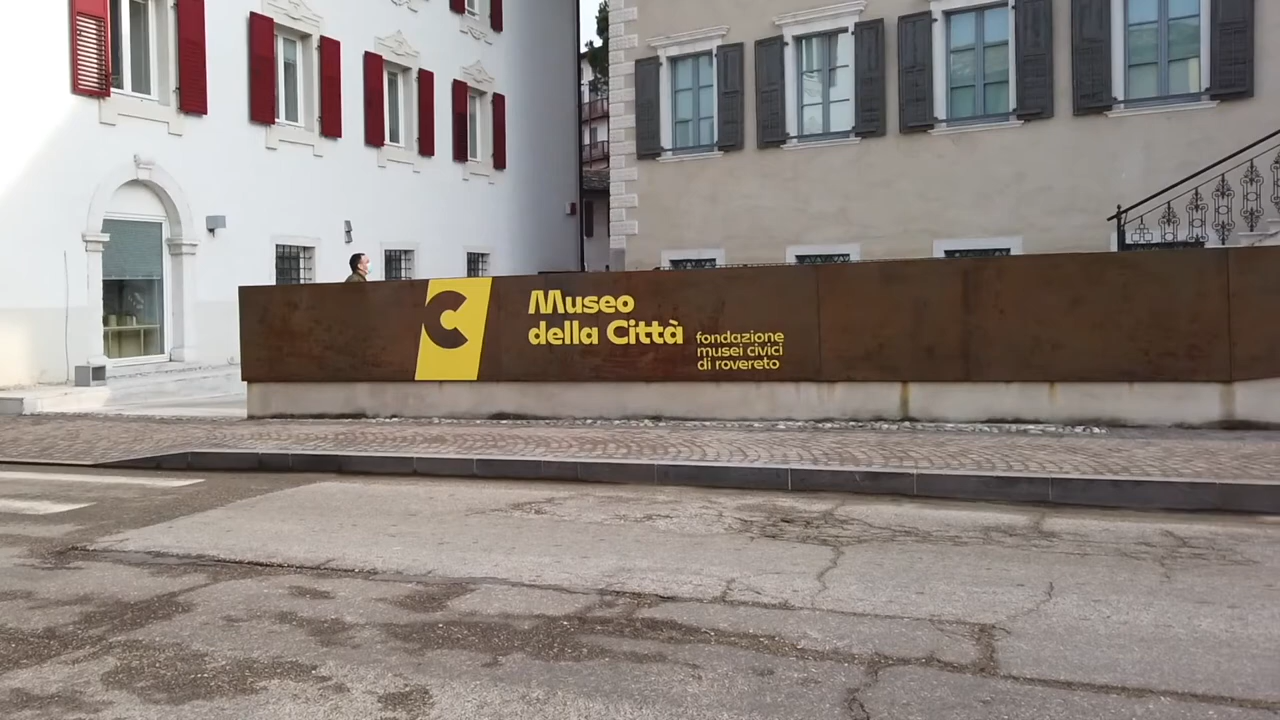 C
Museo
della Città
fondazione
musei civici
di rovereto